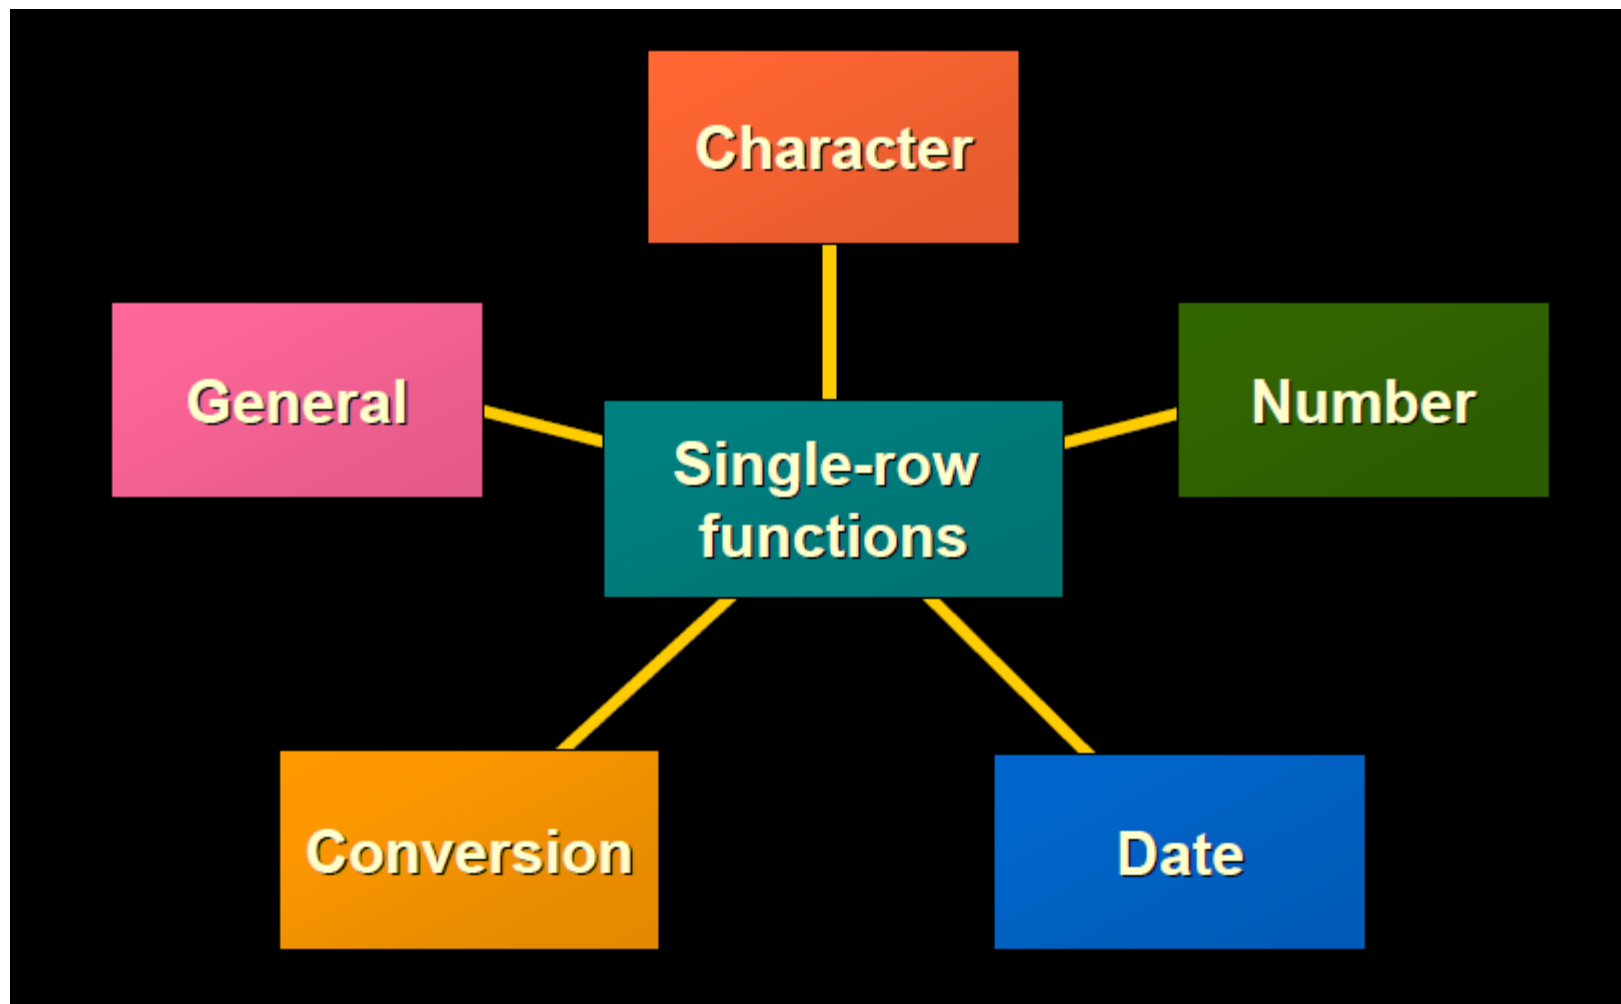 Character
General
Number
Single-row
functions
Conversion
Date